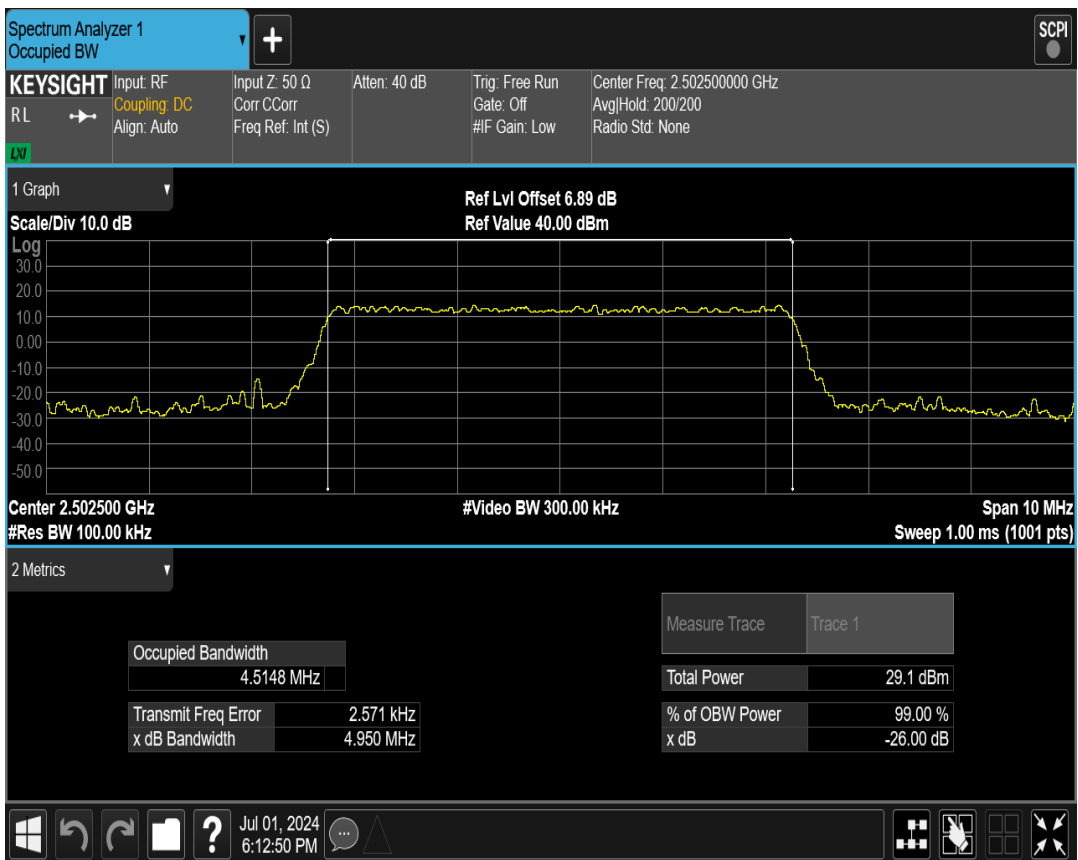 Spectrum Analyzer 1
Occupied BW
SCPI
KEYSIGHT
R L
LXI
Input: RF
Coupling: DC
Align: Auto
Input Z: 50 Ω
Corr CCorr
Freq Ref: Int (S)
Atten: 40 dB
Trig: Free Run
Gate: Off
#IF Gain: Low
Center Freq: 2.502500000 GHz
Avg|Hold: 200/200
Radio Std: None
1 Graph
Ref Lvl Offset 6.89 dB
Scale/Div 10.0 dB
Ref Value 40.00 dBm
Log
30.0
20.0
10.0
0.00
-10.0
-20.0
-30.0
-40.0
-50.0
Center 2.502500 GHz
#Video BW 300.00 kHz
Span 10 MHz
#Res BW 100.00 kHz
Sweep 1.00 ms (1001 pts)
2 Metrics
Measure Trace
Trace 1
Occupied Bandwidth
4.5148 MHz
Total Power
29.1 dBm
Transmit Freq Error
2.571 kHz
% of OBW Power
99.00 %
x dB Bandwidth
4.950 MHz
x dB
-26.00 dB
?
Jul 01, 2024
6:12:50 PM